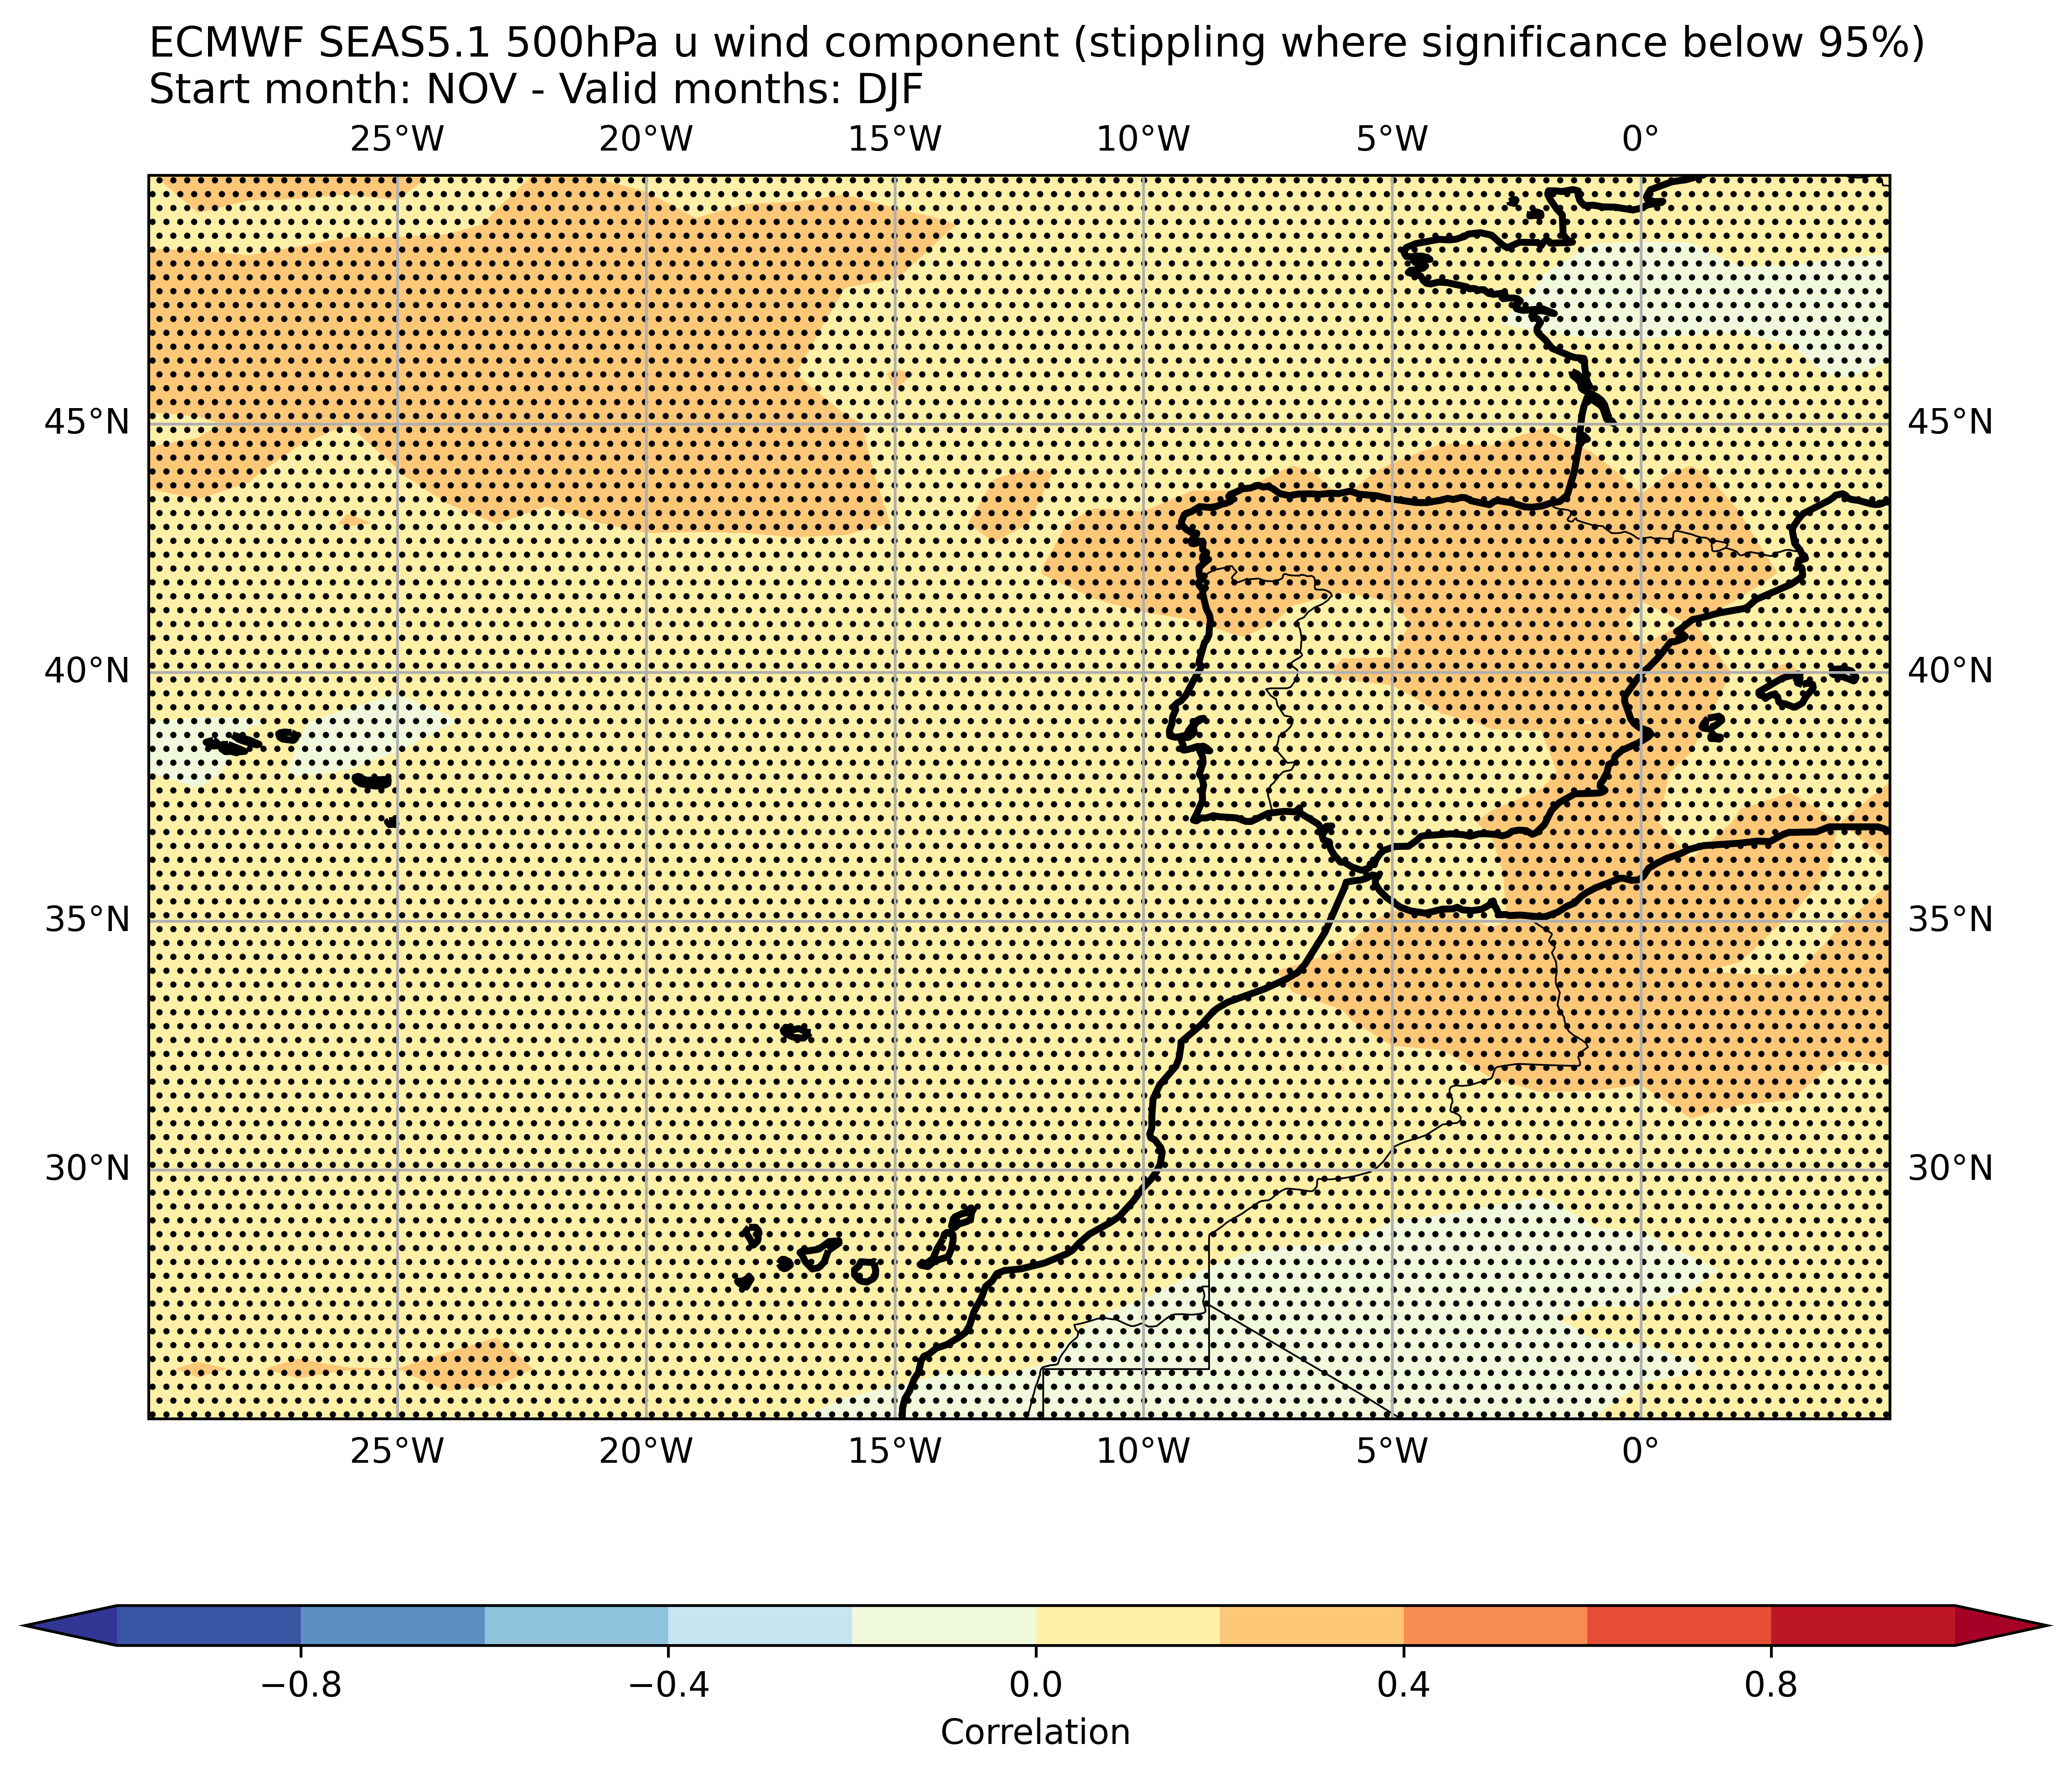 ECMWF SEAS5.1 500hPa u wind component (stippling where significance below 95%)
Start month: NOV - Valid months: DJF
25°W 20°W 15°W 10°W 5°W 0°
45°N 45°N
40°N 40°N
35°N 35°N
30°N 30°N
25°W 20°W 15°W 10°W 5°W 0°
−0.8 −0.4 0.0 0.4 0.8
Correlation